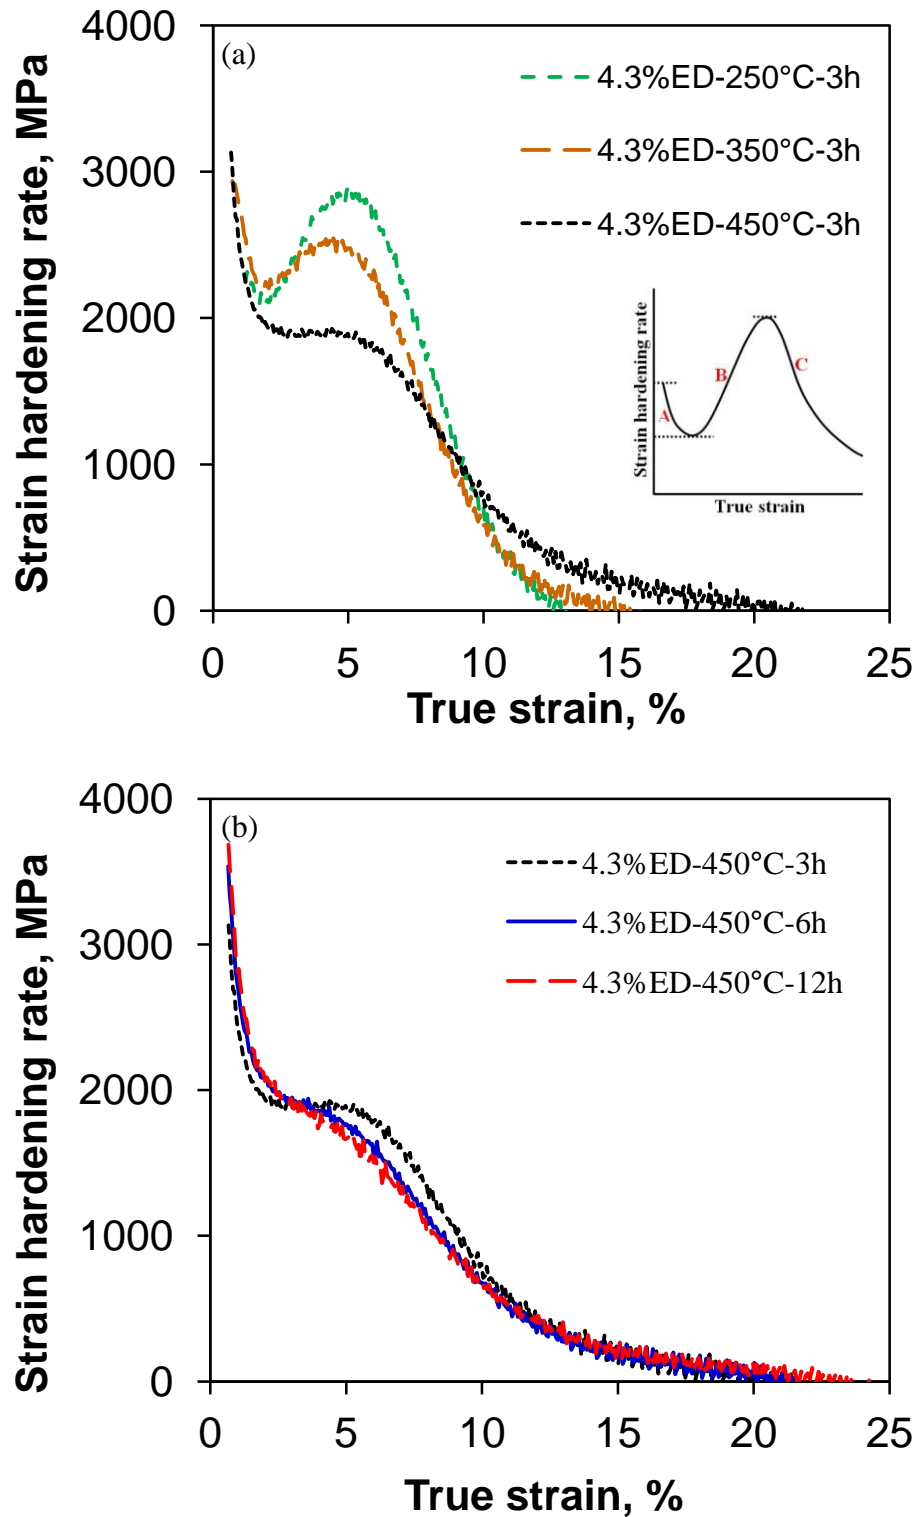 (a)
4000
3000
2000
1000
0
Strain hardening rate, MPa
4.3%ED-250°C-3h
4.3%ED-350°C-3h
4.3%ED-450°C-3h
Strain hardening rate
A
B
C
True strain
0 5 10 15 20 25
True strain, %
(b)
4000
3000
2000
1000
0
Strain hardening rate, MPa
4.3%ED-450°C-3h
4.3%ED-450°C-6h
4.3%ED-450°C-12h
0 5 10 15 20 25
True strain, %